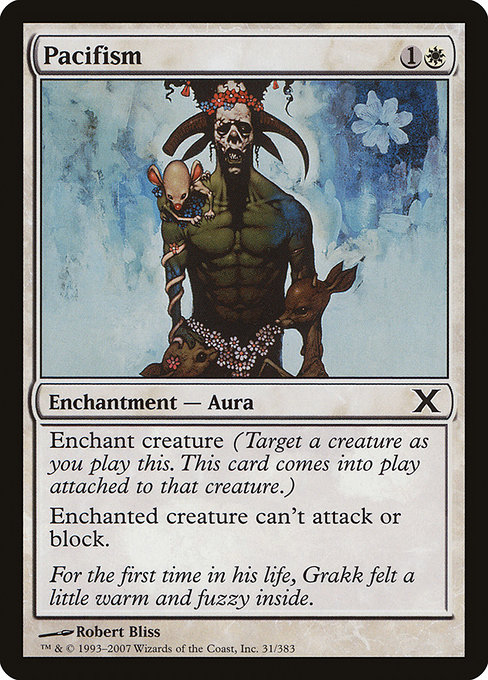 Pacifism 1
Enchantment — Aura X
Enchant creature (Target a creature as
you play this. This card comes into play
attached to that creature.)
Enchanted creature can't attack or
block.
For the first time in his life, Grakk felt a
little warm and fuzzy inside.
Robert Bliss
™ & © 1993–2007 Wizards of the Coast, Inc. 31/383